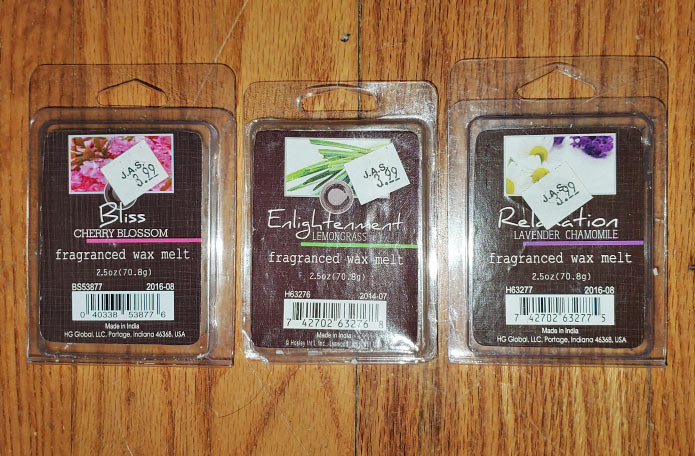 J.A.S.
3.99
Bliss
CHERRY BLOSSOM
fragranced wax melt
2.5oz(70.8g)
BS53877 2016-08
0 40338 53877 6
Made in India
HG Global, LLC, Portage, Indiana 46368, USA
J.A.S.
3.99
Enlightenment
LEMONGRASS
fragranced wax melt
2.5oz(70.8g)
H63276 2014-07
7 42702 63276 8
Made in India
J.A.S.
3.99
Relaxation
LAVENDER CHAMOMILE
fragranced wax melt
2.5oz(70.8g)
H63277 2016-08
7 42702 63277 5
Made in India
HG Global, LLC, Portage, Indiana 46368, USA